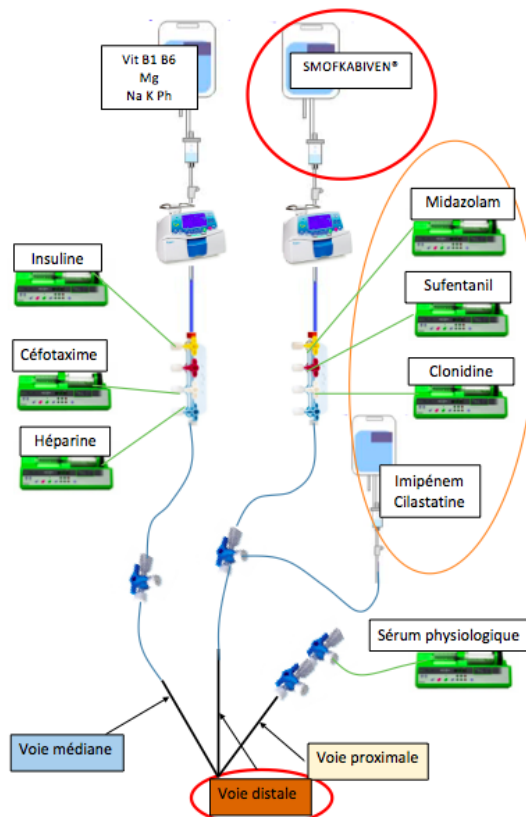 Vit B1 B6
Mg
Na K Ph
SMOFKABIVEN®
Midazolam
Insuline
Sufentanil
Céfotaxime
Clonidine
Héparine
Imipénem
Cilastatine
Sérum physiologique
Voie médiane
Voie proximale
Voie distale